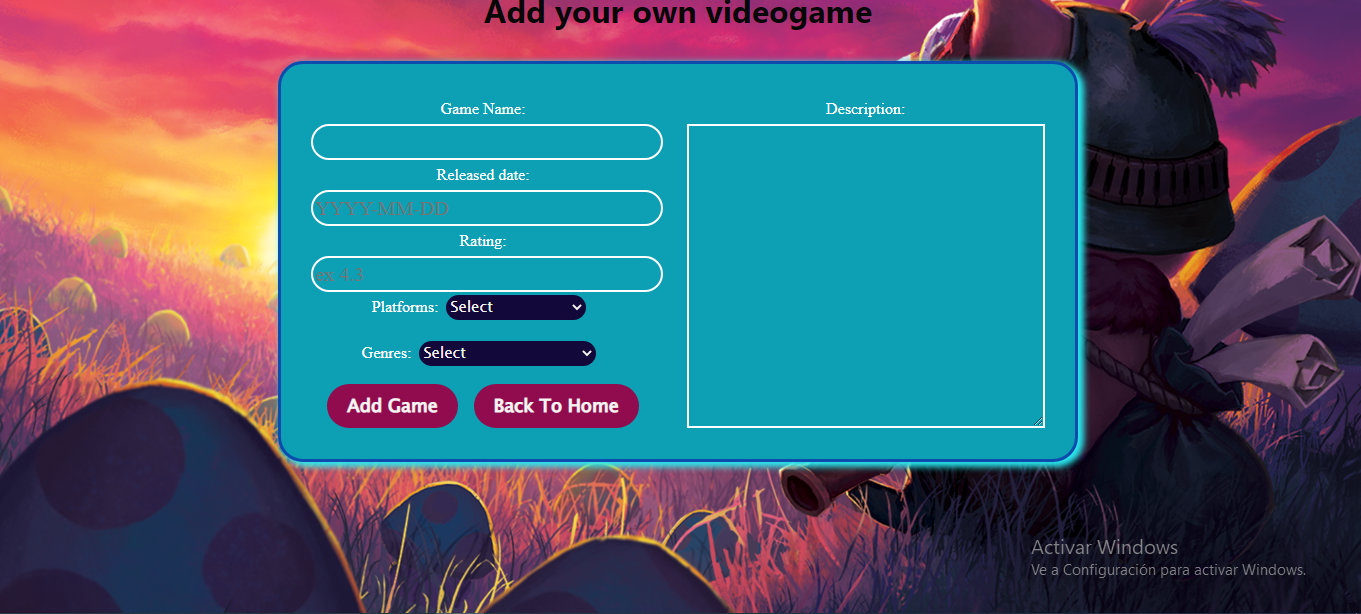 Add your own videogame
Game Name:
Released date:
YYYY-MM-DD
Rating:
ex 4.3
Platforms: Select
Genres: Select
Add Game
Back To Home
Description:
Activar Windows
Ve a Configuración para activar Windows.